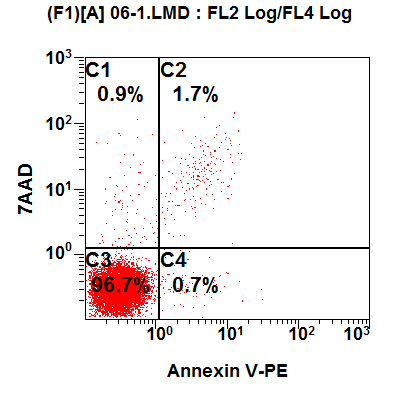 (F1)[A] 06-1.LMD : FL2 Log/FL4 Log
10³
C1 C2
0.9% 1.7%
10²
7AAD
10¹
10⁰
C3 C4
96.7% 0.7%
10⁰ 10¹ 10² 10³
Annexin V-PE